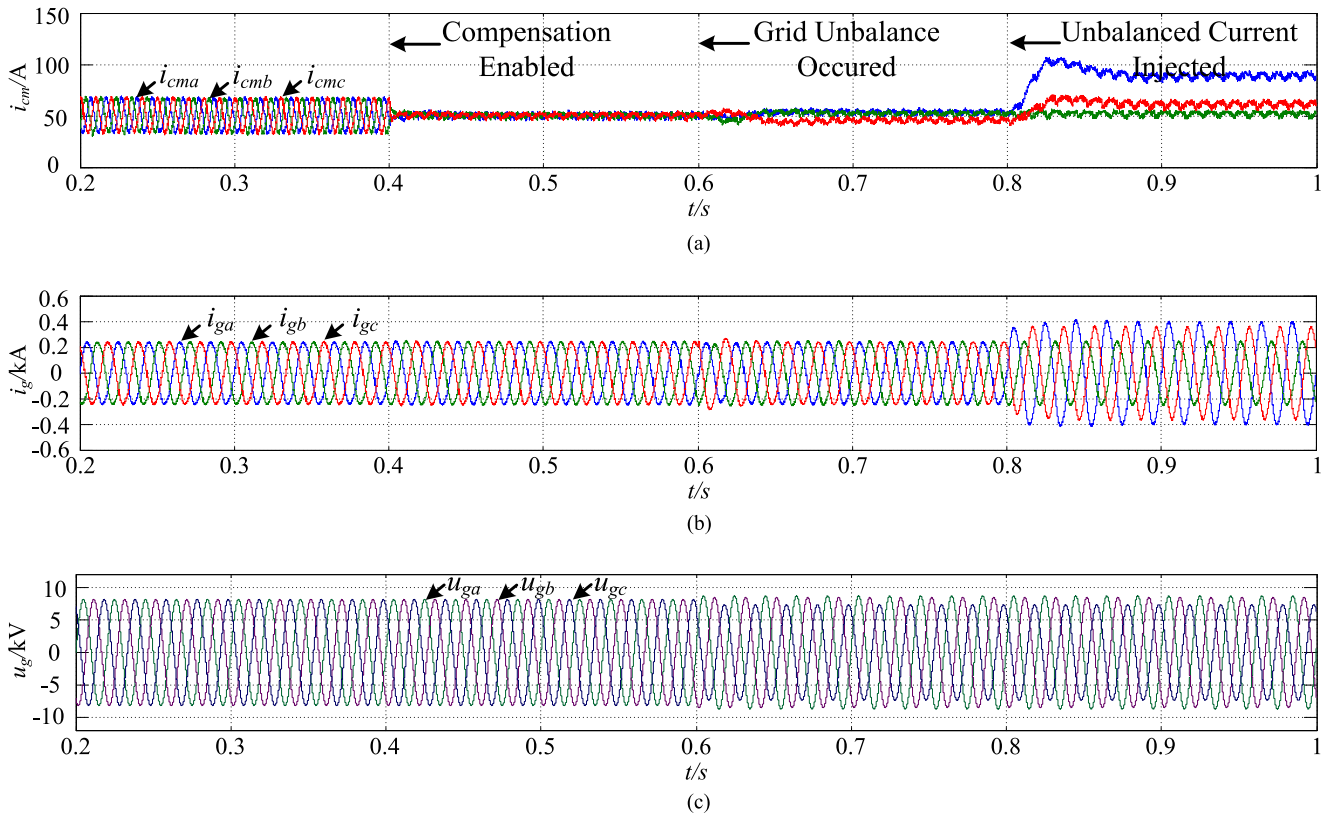 150
100
50
0
i_cm/A
Compensation Enabled
Grid Unbalance Occured
Unbalanced Current Injected
i_cma
i_cmb
i_cmc
0.2 0.3 0.4 0.5 0.6 0.7 0.8 0.9 1
t/s
(a)
0.6
0.4
0.2
0
-0.2
-0.4
-0.6
i_g/kA
i_ga
i_gb
i_gc
0.2 0.3 0.4 0.5 0.6 0.7 0.8 0.9 1
t/s
(b)
10
5
0
-5
-10
u_g/kV
u_ga
u_gb
u_gc
0.2 0.3 0.4 0.5 0.6 0.7 0.8 0.9 1
t/s
(c)